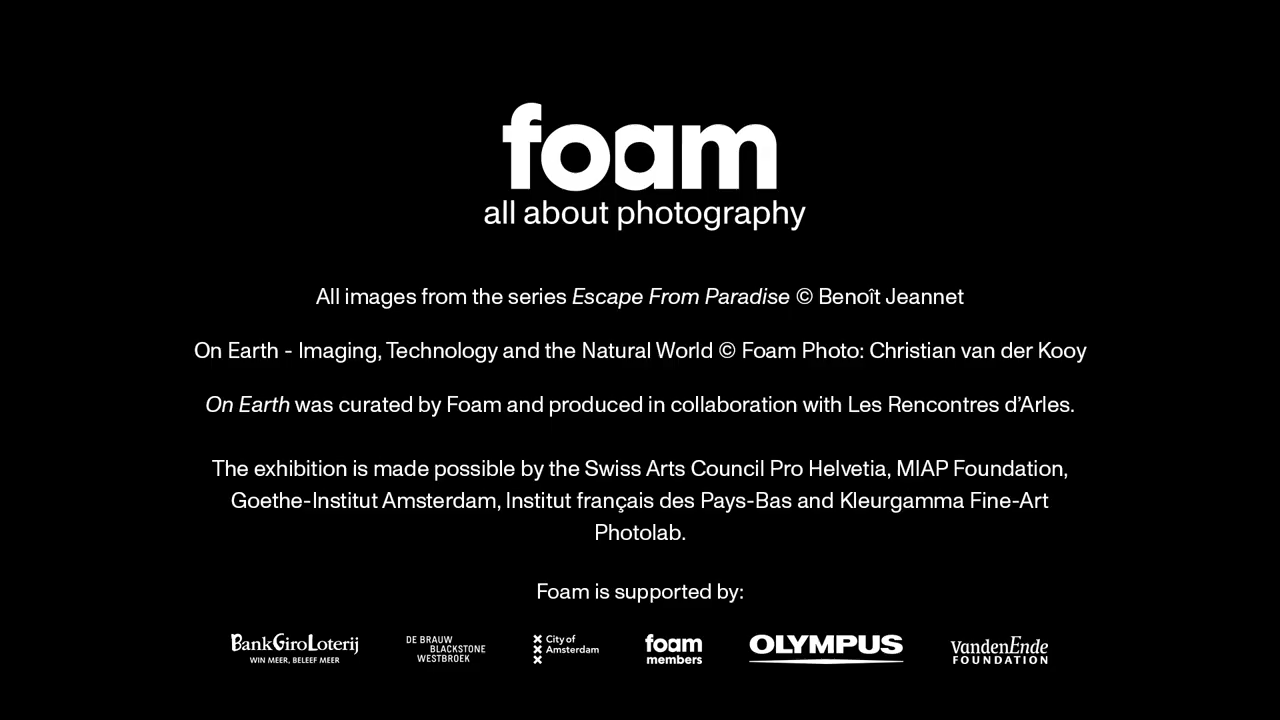 foam
all about photography
All images from the series Escape From Paradise © Benoît Jeannet
On Earth - Imaging, Technology and the Natural World © Foam Photo: Christian van der Kooy
On Earth was curated by Foam and produced in collaboration with Les Rencontres d’Arles.
The exhibition is made possible by the Swiss Arts Council Pro Helvetia, MIAP Foundation,
Goethe-Institut Amsterdam, Institut français des Pays-Bas and Kleurgamma Fine-Art
Photolab.
Foam is supported by:
BankGiroLoterij
WIN MEER, BELEEF MEER
DE BRAUW
BLACKSTONE
WESTBROEK
City of
Amsterdam
foam
members
OLYMPUS
VandenEnde
FOUNDATION